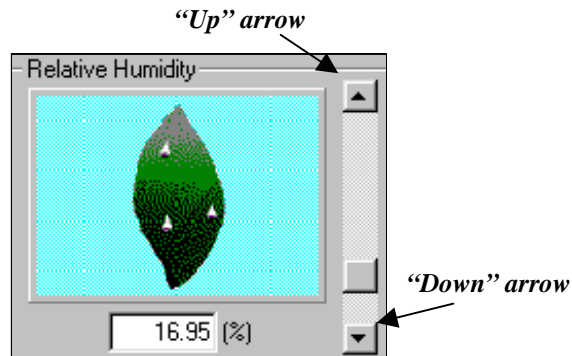 “Up” arrow
Relative Humidity
“Down” arrow
16.95 (%)